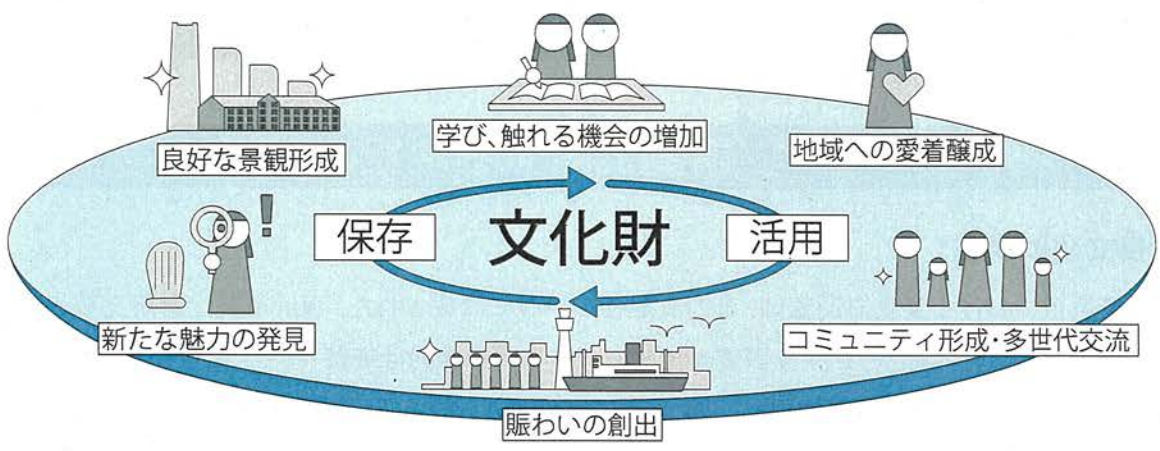 良好な景観形成
学び、触れる機会の増加
地域への愛着醸成
保存
文化財
活用
新たな魅力の発見
コミュニティ形成・多世代交流
賑わいの創出